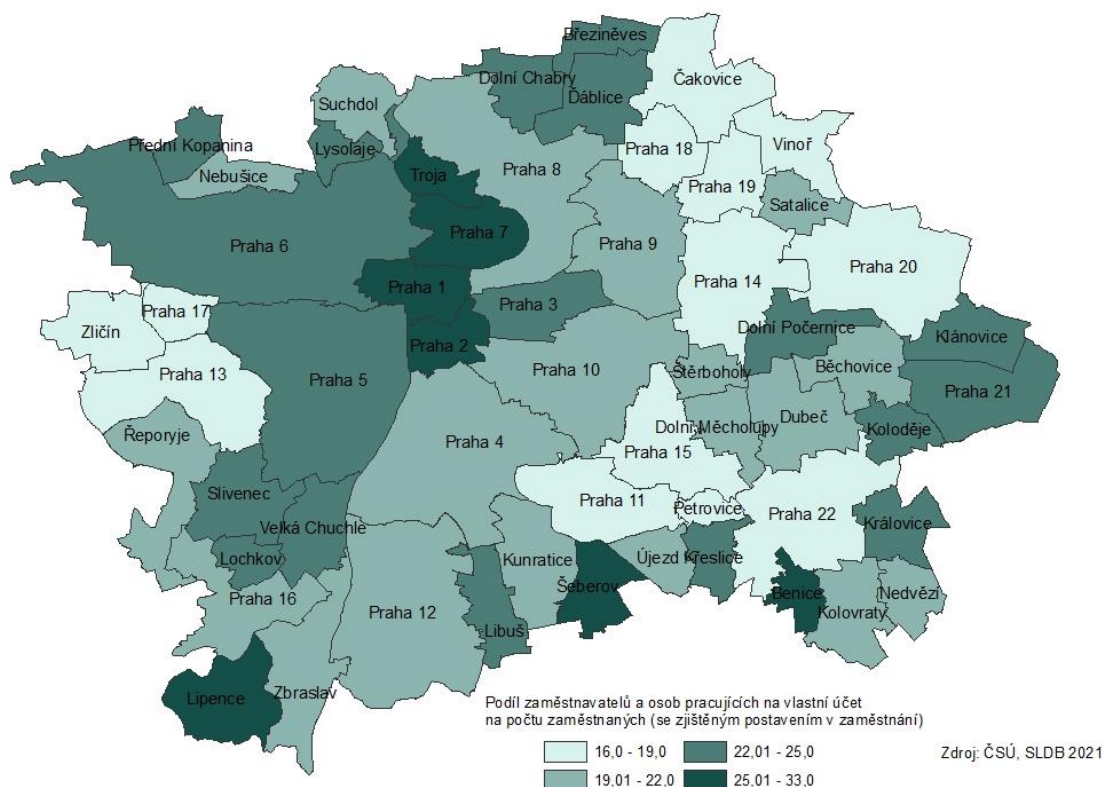 Březiněves
Čakovice
Dolní Chabry
Ďáblice
Suchdol
Přední Kopanina
Lysolaje
Praha 18
Vinoř
Nebušice
Praha 8
Troja
Praha 19
Satalice
Praha 6
Praha 7
Praha 9
Praha 20
Praha 1
Praha 14
Praha 3
Praha 17
Dolní Počernice
Zličín
Klánovice
Praha 2
Praha 13
Praha 5
Praha 10
Štěrboholy
Běchovice
Praha 21
Řeporyje
Praha 4
Dolní Měcholupy
Dubeč
Koloděje
Praha 15
Slivenec
Praha 11
Petrovice
Velká Chuchle
Praha 22
Královice
Lochkov
Kunratice
Újezd
Křeslice
Šeberov
Praha 16
Praha 12
Benice
Nedvězí
Kolovraty
Libuš
Lipence
Zbraslav
Podíl zaměstnavatelů a osob pracujících na vlastní účet
na počtu zaměstnaných (se zjištěným postavením v zaměstnání)
16,0 - 19,0
22,01 - 25,0
Zdroj: ČSÚ, SLDB 2021
19,01 - 22,0
25,01 - 33,0